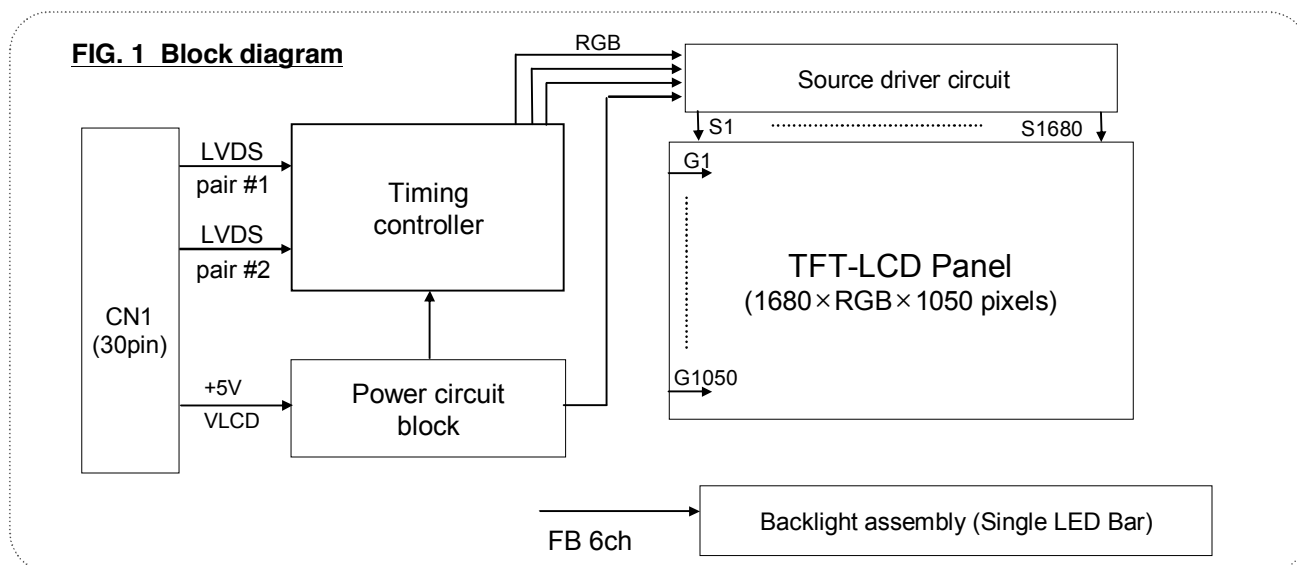 FIG. 1 Block diagram
RGB
Source driver circuit
S1
S1680
CN1
(30pin)
LVDS
pair #1
LVDS
pair #2
Timing
controller
G1
TFT-LCD Panel
(1680×RGB×1050 pixels)
G1050
+5V
VLCD
Power circuit
block
FB 6ch
Backlight assembly (Single LED Bar)